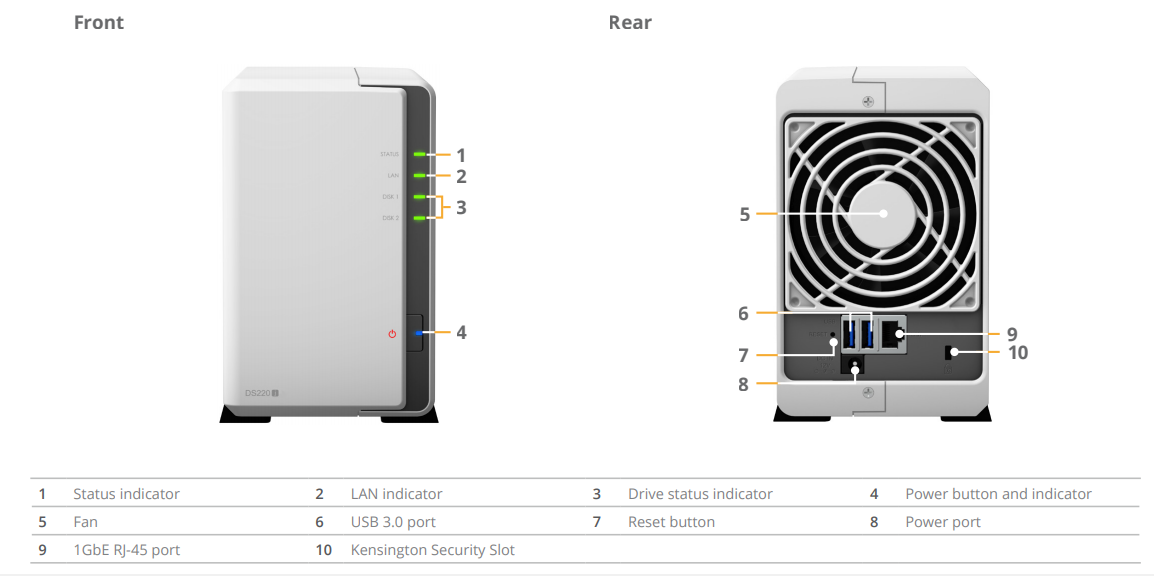 Front
Rear
STATUS
1
LAN
2
DISK 1
DISK 2
3
4
DS220j
5
6
7
8
9
10
1 Status indicator 2 LAN indicator 3 Drive status indicator 4 Power button and indicator
5 Fan 6 USB 3.0 port 7 Reset button 8 Power port
9 1GbE RJ-45 port 10 Kensington Security Slot